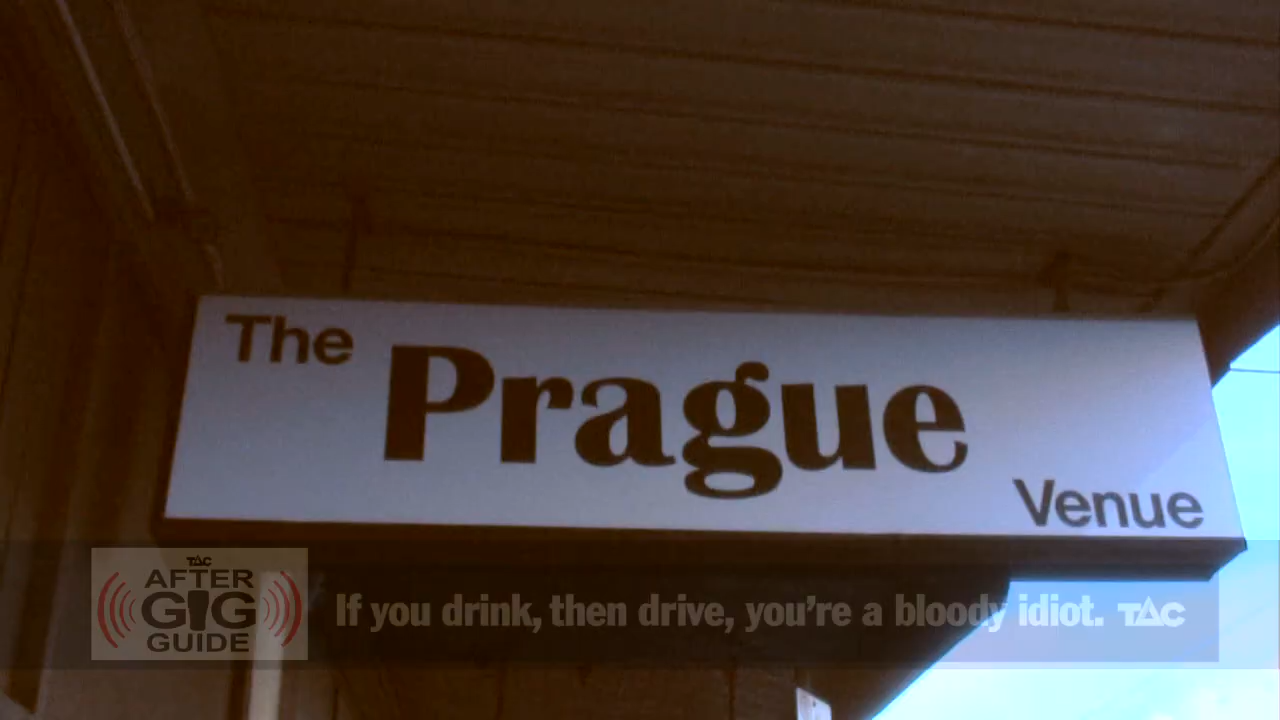 The
Prague
Venue
TAC
AFTER
GIG
GUIDE
If you drink, then drive, you're a bloody idiot. TAC